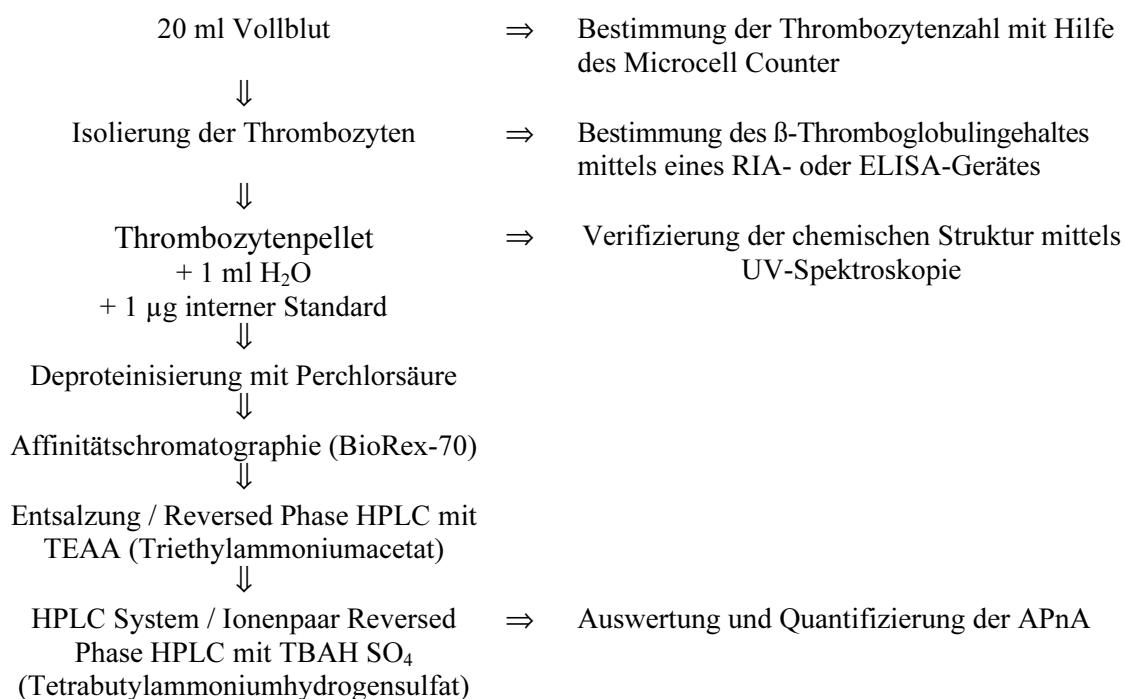 20 ml Vollblut ⇒ Bestimmung der Thrombozytenzahl mit Hilfe
des Microcell Counter
⇓
Isolierung der Thrombozyten ⇒ Bestimmung des ß-Thromboglobulingehaltes
mittels eines RIA- oder ELISA-Gerätes
⇓
Thrombozytenpellet ⇒ Verifizierung der chemischen Struktur mittels
+ 1 ml H₂O UV-Spektroskopie
+ 1 µg interner Standard
⇓
Deproteinisierung mit Perchlorsäure
⇓
Affinitätschromatographie (BioRex-70)
⇓
Entsalzung / Reversed Phase HPLC mit
TEAA (Triethylammoniumacetat)
⇓
HPLC System / Ionenpaar Reversed ⇒ Auswertung und Quantifizierung der APnA
Phase HPLC mit TBAH SO₄
(Tetrabutylammoniumhydrogensulfat)